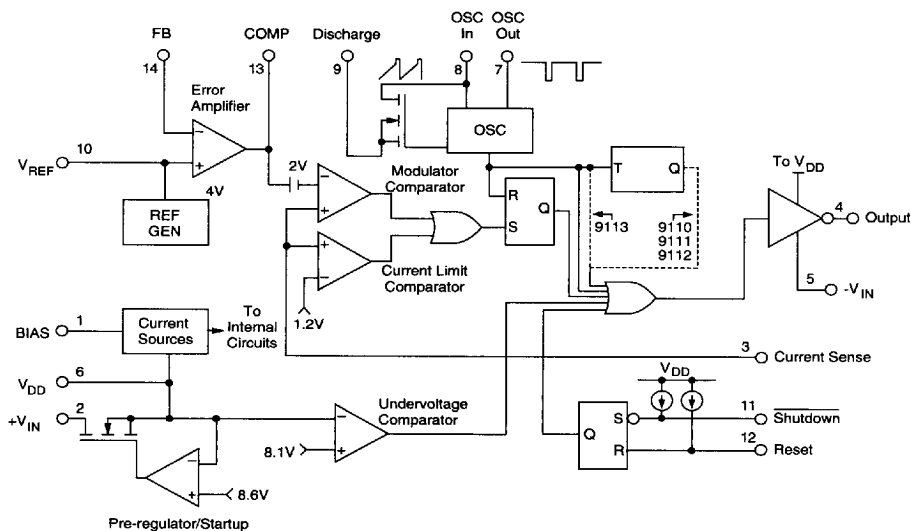 FB
14
COMP
13
Discharge
9
OSC In
8
OSC Out
7
Error Amplifier
−
+
VREF
10
REF GEN
4V
2V
−
+
Modulator Comparator
+
−
Current Limit Comparator
1.2V
OSC
R
S
Q
T
Q
9113
9110
9111
9112
To VDD
4
Output
5
-VIN
BIAS
1
Current Sources
To Internal Circuits
VDD
6
+VIN
2
−
+
8.6V
Pre-regulator/Startup
8.1V
−
+
Undervoltage Comparator
3
Current Sense
VDD
Q
S
R
11
Shutdown
12
Reset